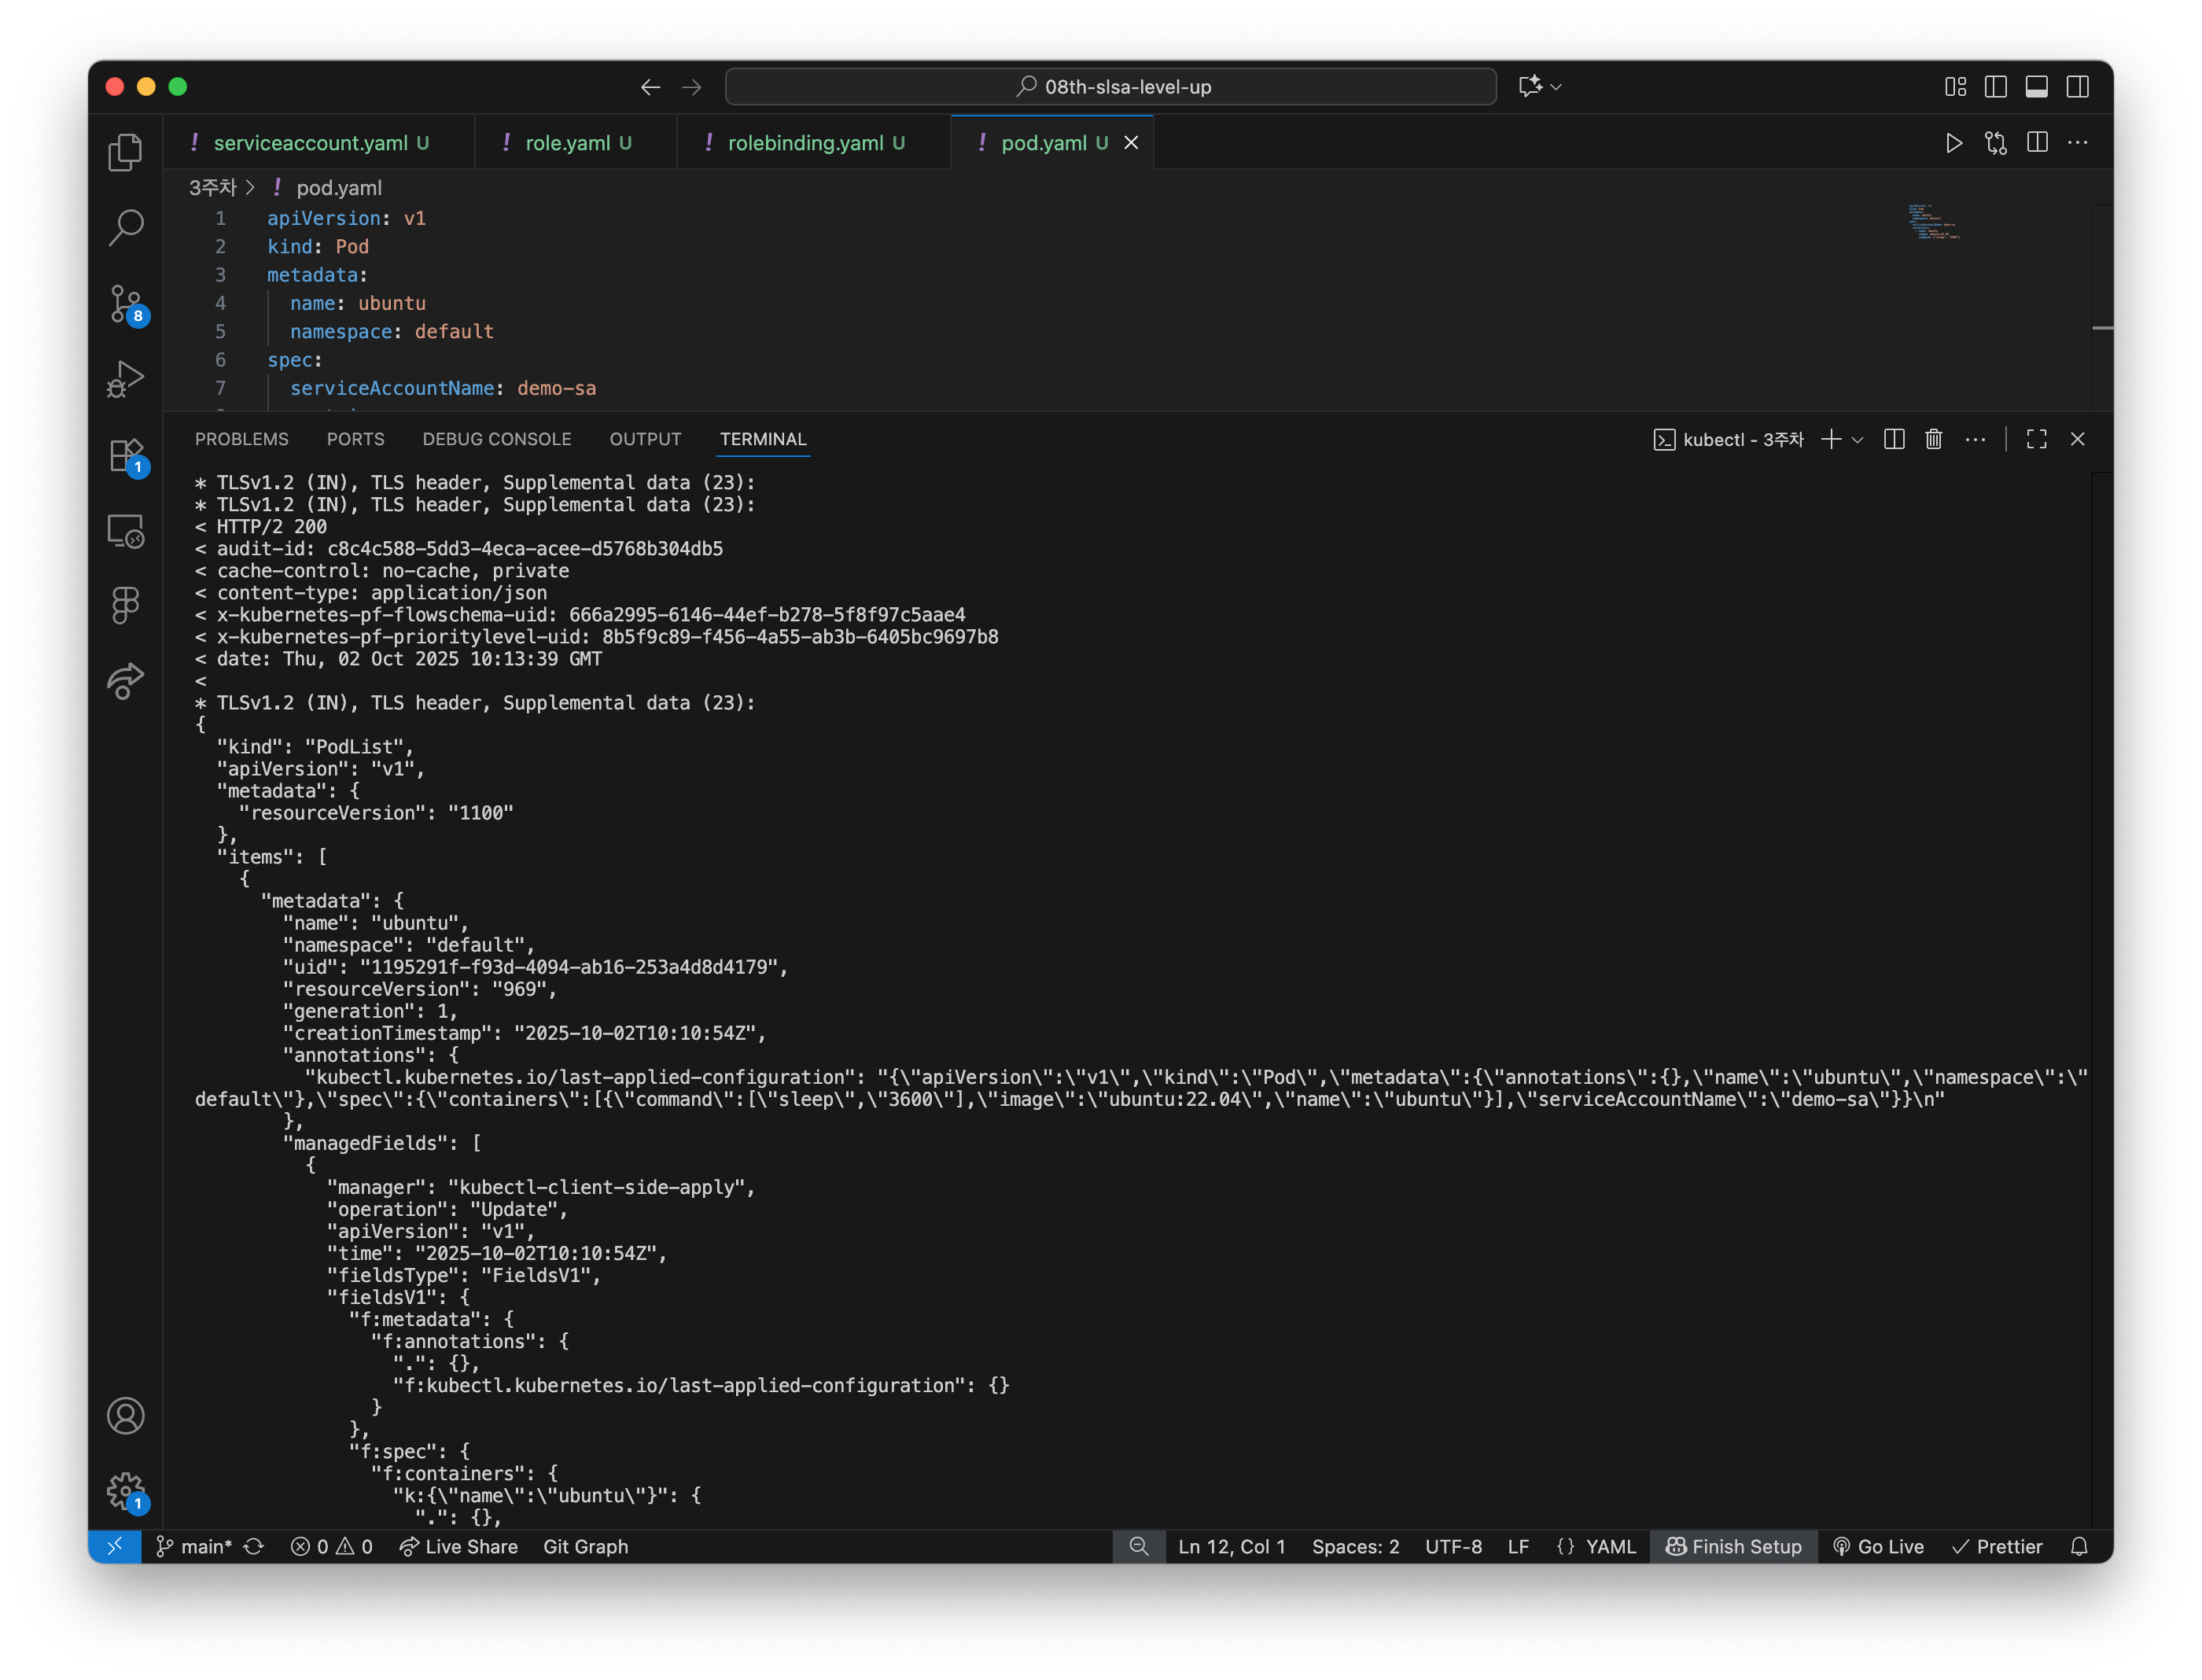 08th-slsa-level-up
serviceaccount.yaml U
role.yaml U
rolebinding.yaml U
pod.yaml U
3주차 > ! pod.yaml
1 apiVersion: v1
2 kind: Pod
3 metadata:
4 name: ubuntu
5 namespace: default
6 spec:
7 serviceAccountName: demo-sa
8
1
1
PROBLEMS PORTS DEBUG CONSOLE OUTPUT TERMINAL
kubectl - 3주차
* TLSv1.2 (IN), TLS header, Supplemental data (23):
* TLSv1.2 (IN), TLS header, Supplemental data (23):
< HTTP/2 200
< audit-id: c8c4c588-5dd3-4eca-acee-d5768b304db5
< cache-control: no-cache, private
< content-type: application/json
< x-kubernetes-pf-flowschema-uid: 666a2995-6146-44ef-b278-5f8f97c5aae4
< x-kubernetes-pf-prioritylevel-uid: 8b5f9c89-f456-4a55-ab3b-6405bc9697b8
< date: Thu, 02 Oct 2025 10:13:39 GMT
<
* TLSv1.2 (IN), TLS header, Supplemental data (23):
{
"kind": "PodList",
"apiVersion": "v1",
"metadata": {
"resourceVersion": "1100"
},
"items": [
{
"metadata": {
"name": "ubuntu",
"namespace": "default",
"uid": "1195291f-f93d-4094-ab16-253a4d8d4179",
"resourceVersion": "969",
"generation": 1,
"creationTimestamp": "2025-10-02T10:10:54Z",
"annotations": {
"kubectl.kubernetes.io/last-applied-configuration": "{\"apiVersion\":\"v1\",\"kind\":\"Pod\",\"metadata\":{\"annotations\":{},\"name\":\"ubuntu\",\"namespace\":\"
default\"},\"spec\":{\"containers\":[{\"command\":[\"sleep\",\"3600\"],\"image\":\"ubuntu:22.04\",\"name\":\"ubuntu\"}],\"serviceAccountName\":\"demo-sa\"}}\n"
},
"managedFields": [
{
"manager": "kubectl-client-side-apply",
"operation": "Update",
"apiVersion": "v1",
"time": "2025-10-02T10:10:54Z",
"fieldsType": "FieldsV1",
"fieldsV1": {
"f:metadata": {
"f:annotations": {
".": {},
"f:kubectl.kubernetes.io/last-applied-configuration": {}
}
},
"f:spec": {
"f:containers": {
"k:{\"name\":\"ubuntu\"}": {
".": {},
main* 0 0 Live Share Git Graph Ln 12, Col 1 Spaces: 2 UTF-8 LF {} YAML Finish Setup Go Live Prettier